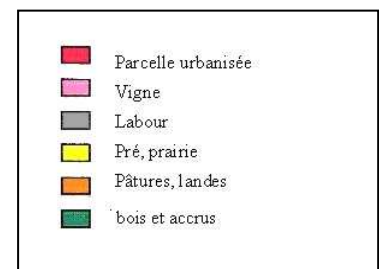 Parcelle urbanisée
Vigne
Labour
Pré, prairie
Pâtures, landes
bois et accrus